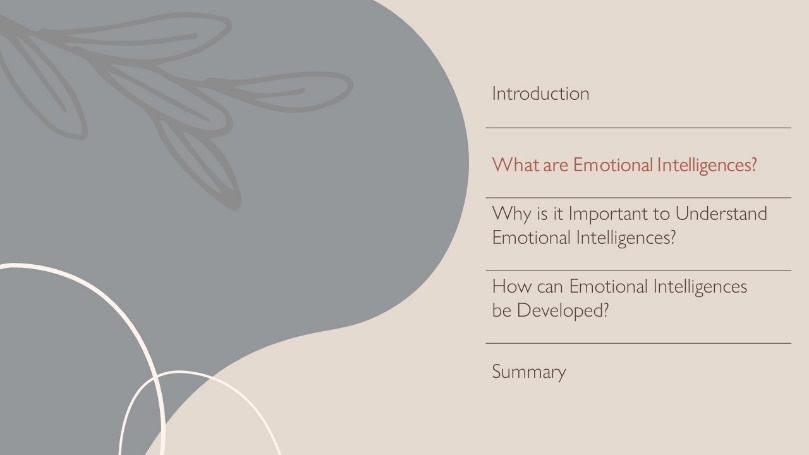 Introduction
What are Emotional Intelligences?
Why is it Important to Understand
Emotional Intelligences?
How can Emotional Intelligences
be Developed?
Summary